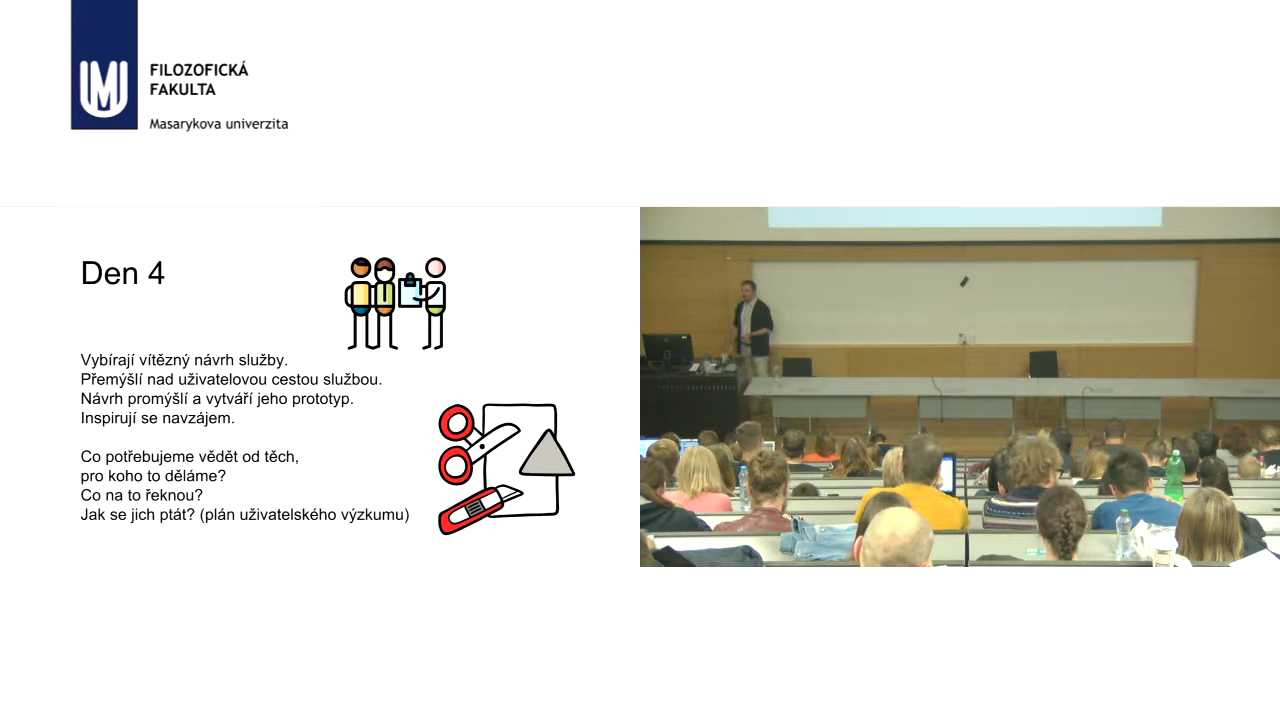 FILOZOFICKÁ
FAKULTA
Masarykova univerzita
Den 4
Vybírají vítězný návrh služby.
Přemýšlí nad uživatelovou cestou službou.
Návrh promýšlí a vytváří jeho prototyp.
Inspirují se navzájem.
Co potřebujeme vědět od těch,
pro koho to děláme?
Co na to řeknou?
Jak se jich ptát? (plán uživatelského výzkumu)